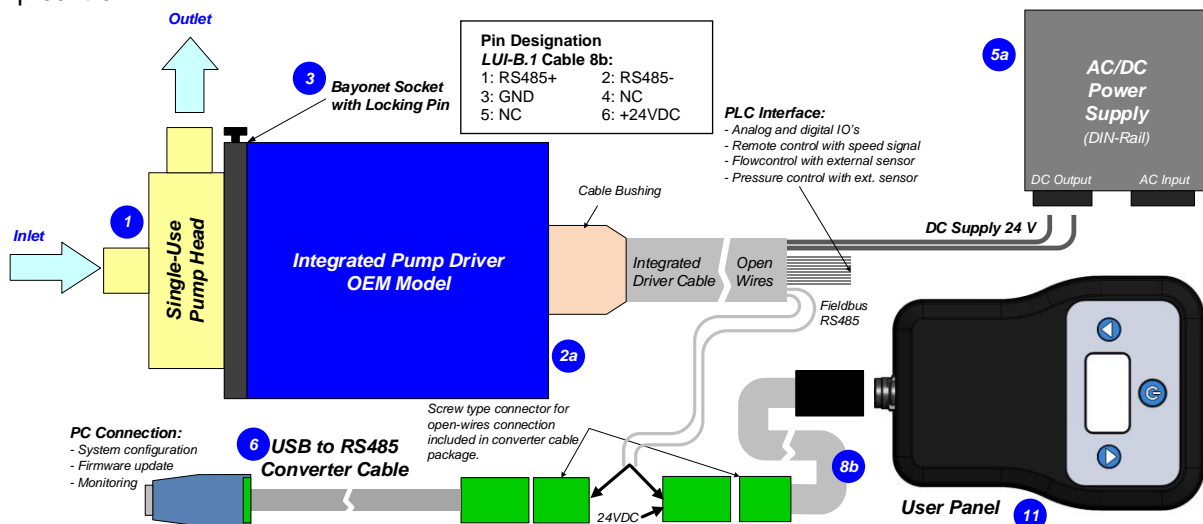 Outlet
3
Bayonet Socket
with Locking Pin
Pin Designation
LUI-B.1 Cable 8b:
1: RS485+ 2: RS485-
3: GND 4: NC
5: NC 6: +24VDC
PLC Interface:
- Analog and digital IO's
- Remote control with speed signal
- Flowcontrol with external sensor
- Pressure control with ext. sensor
5a
AC/DC
Power
Supply
(DIN-Rail)
DC Output AC Input
DC Supply 24 V
1
Inlet
Single-Use
Pump Head
Integrated Pump Driver
OEM Model
2a
Cable Bushing
Integrated
Driver Cable
Open
Wires
Fieldbus
RS485
Screw type connector for
open-wires connection
included in converter cable
package.
PC Connection:
- System configuration
- Firmware update
- Monitoring
6
USB to RS485
Converter Cable
24VDC
8b
User Panel
11